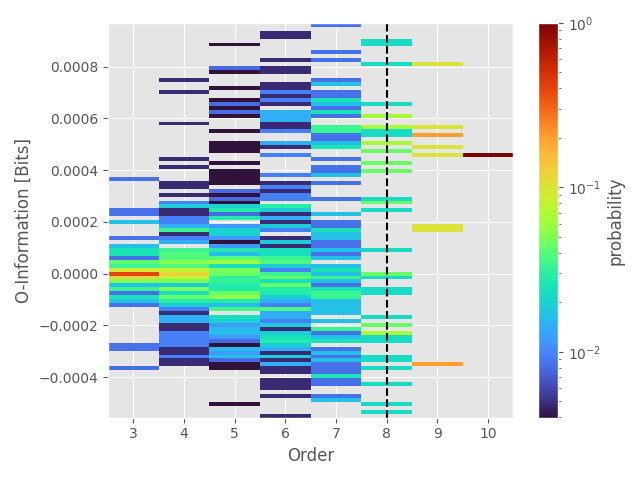 0.0008
0.0006
0.0004
0.0002
0.0000
−0.0002
−0.0004
O-Information [Bits]
3 4 5 6 7 8 9 10
Order
10⁰
10⁻¹
10⁻²
probability